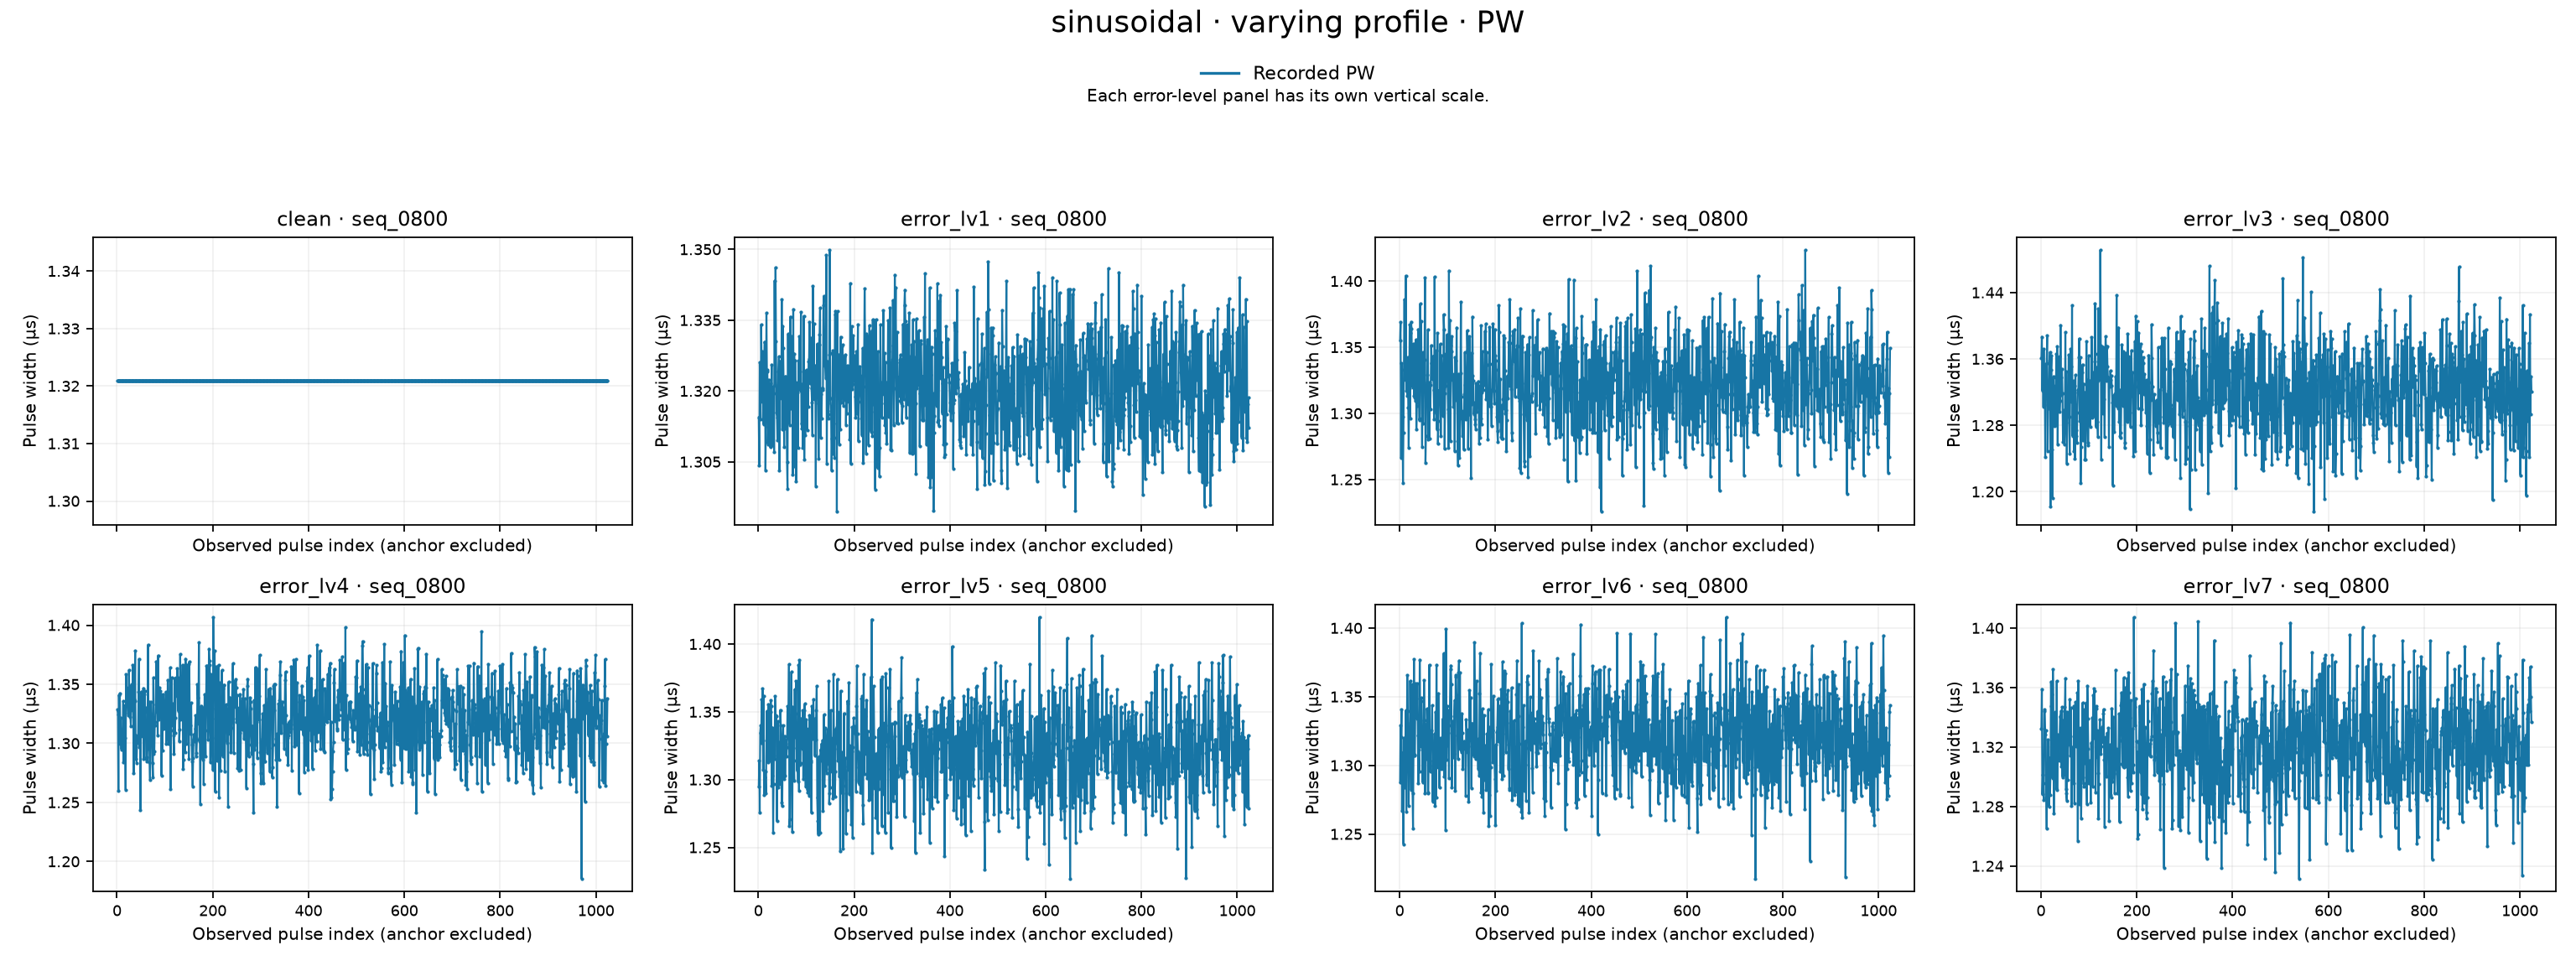 sinusoidal · varying profile · PW
Recorded PW
Each error-level panel has its own vertical scale.
clean · seq_0800
1.34
1.33
1.32
1.31
1.30
Pulse width (µs)
Observed pulse index (anchor excluded)
error_lv1 · seq_0800
1.350
1.335
1.320
1.305
Pulse width (µs)
Observed pulse index (anchor excluded)
error_lv2 · seq_0800
1.40
1.35
1.30
1.25
Pulse width (µs)
Observed pulse index (anchor excluded)
error_lv3 · seq_0800
1.44
1.36
1.28
1.20
Pulse width (µs)
Observed pulse index (anchor excluded)
error_lv4 · seq_0800
1.40
1.35
1.30
1.25
1.20
Pulse width (µs)
0 200 400 600 800 1000
Observed pulse index (anchor excluded)
error_lv5 · seq_0800
1.40
1.35
1.30
1.25
Pulse width (µs)
0 200 400 600 800 1000
Observed pulse index (anchor excluded)
error_lv6 · seq_0800
1.40
1.35
1.30
1.25
Pulse width (µs)
0 200 400 600 800 1000
Observed pulse index (anchor excluded)
error_lv7 · seq_0800
1.40
1.36
1.32
1.28
1.24
Pulse width (µs)
0 200 400 600 800 1000
Observed pulse index (anchor excluded)